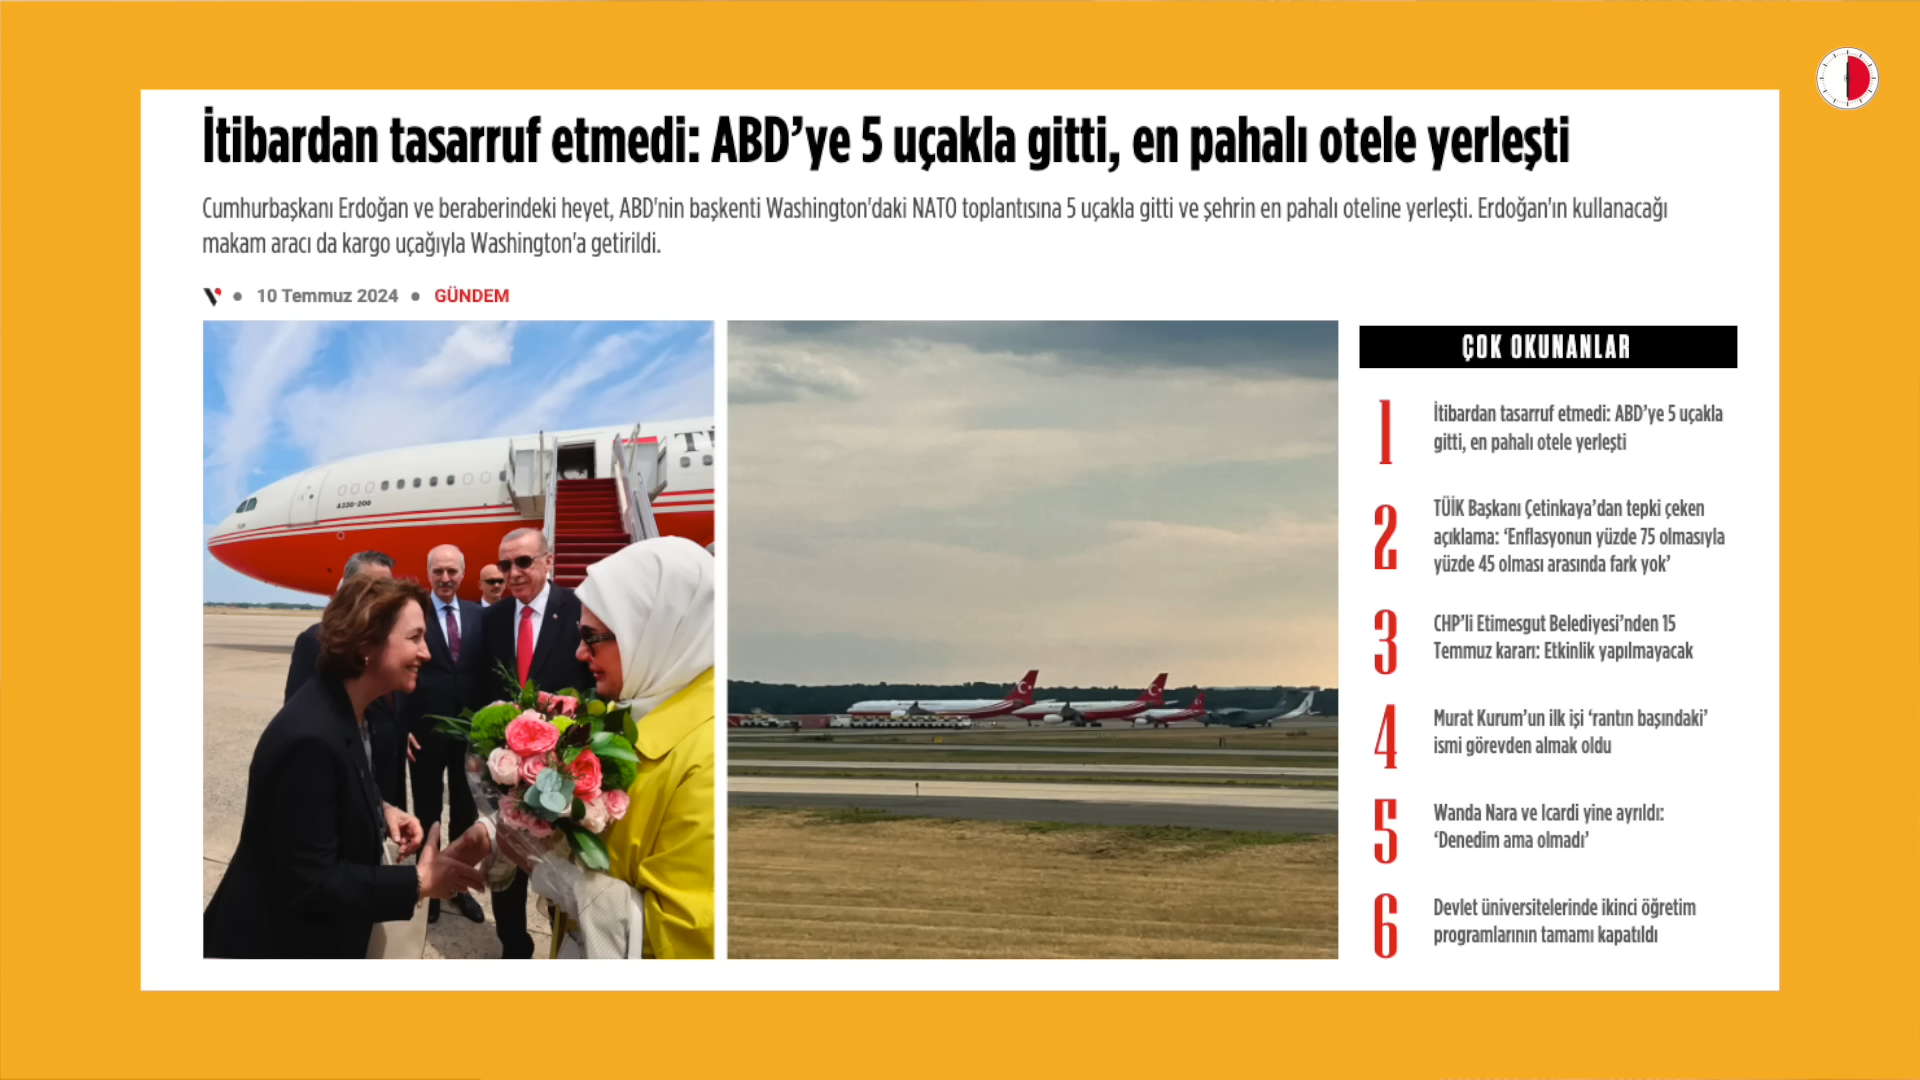 İtibardan tasarruf etmedi: ABD’ye 5 uçakla gitti, en pahalı otele yerleşti
Cumhurbaşkanı Erdoğan ve beraberindeki heyet, ABD'nin başkenti Washington'daki NATO toplantısına 5 uçakla gitti ve şehrin en pahalı oteline yerleşti. Erdoğan'ın kullanacağı
makam aracı da kargo uçağıyla Washington'a getirildi.
10 Temmuz 2024 • GÜNDEM
A330-200
ÇOK OKUNANLAR
1
İtibardan tasarruf etmedi: ABD’ye 5 uçakla
gitti, en pahalı otele yerleşti
2
TÜİK Başkanı Çetinkaya’dan tepki çeken
açıklama: ‘Enflasyonun yüzde 75 olmasıyla
yüzde 45 olması arasında fark yok’
3
CHP’li Etimesgut Belediyesi’nden 15
Temmuz kararı: Etkinlik yapılmayacak
4
Murat Kurum’un ilk işi ‘rantın başındaki’
ismi görevden almak oldu
5
Wanda Nara ve Icardi yine ayrıldı:
‘Denedim ama olmadı’
6
Devlet üniversitelerinde ikinci öğretim
programlarının tamamı kapatıldı